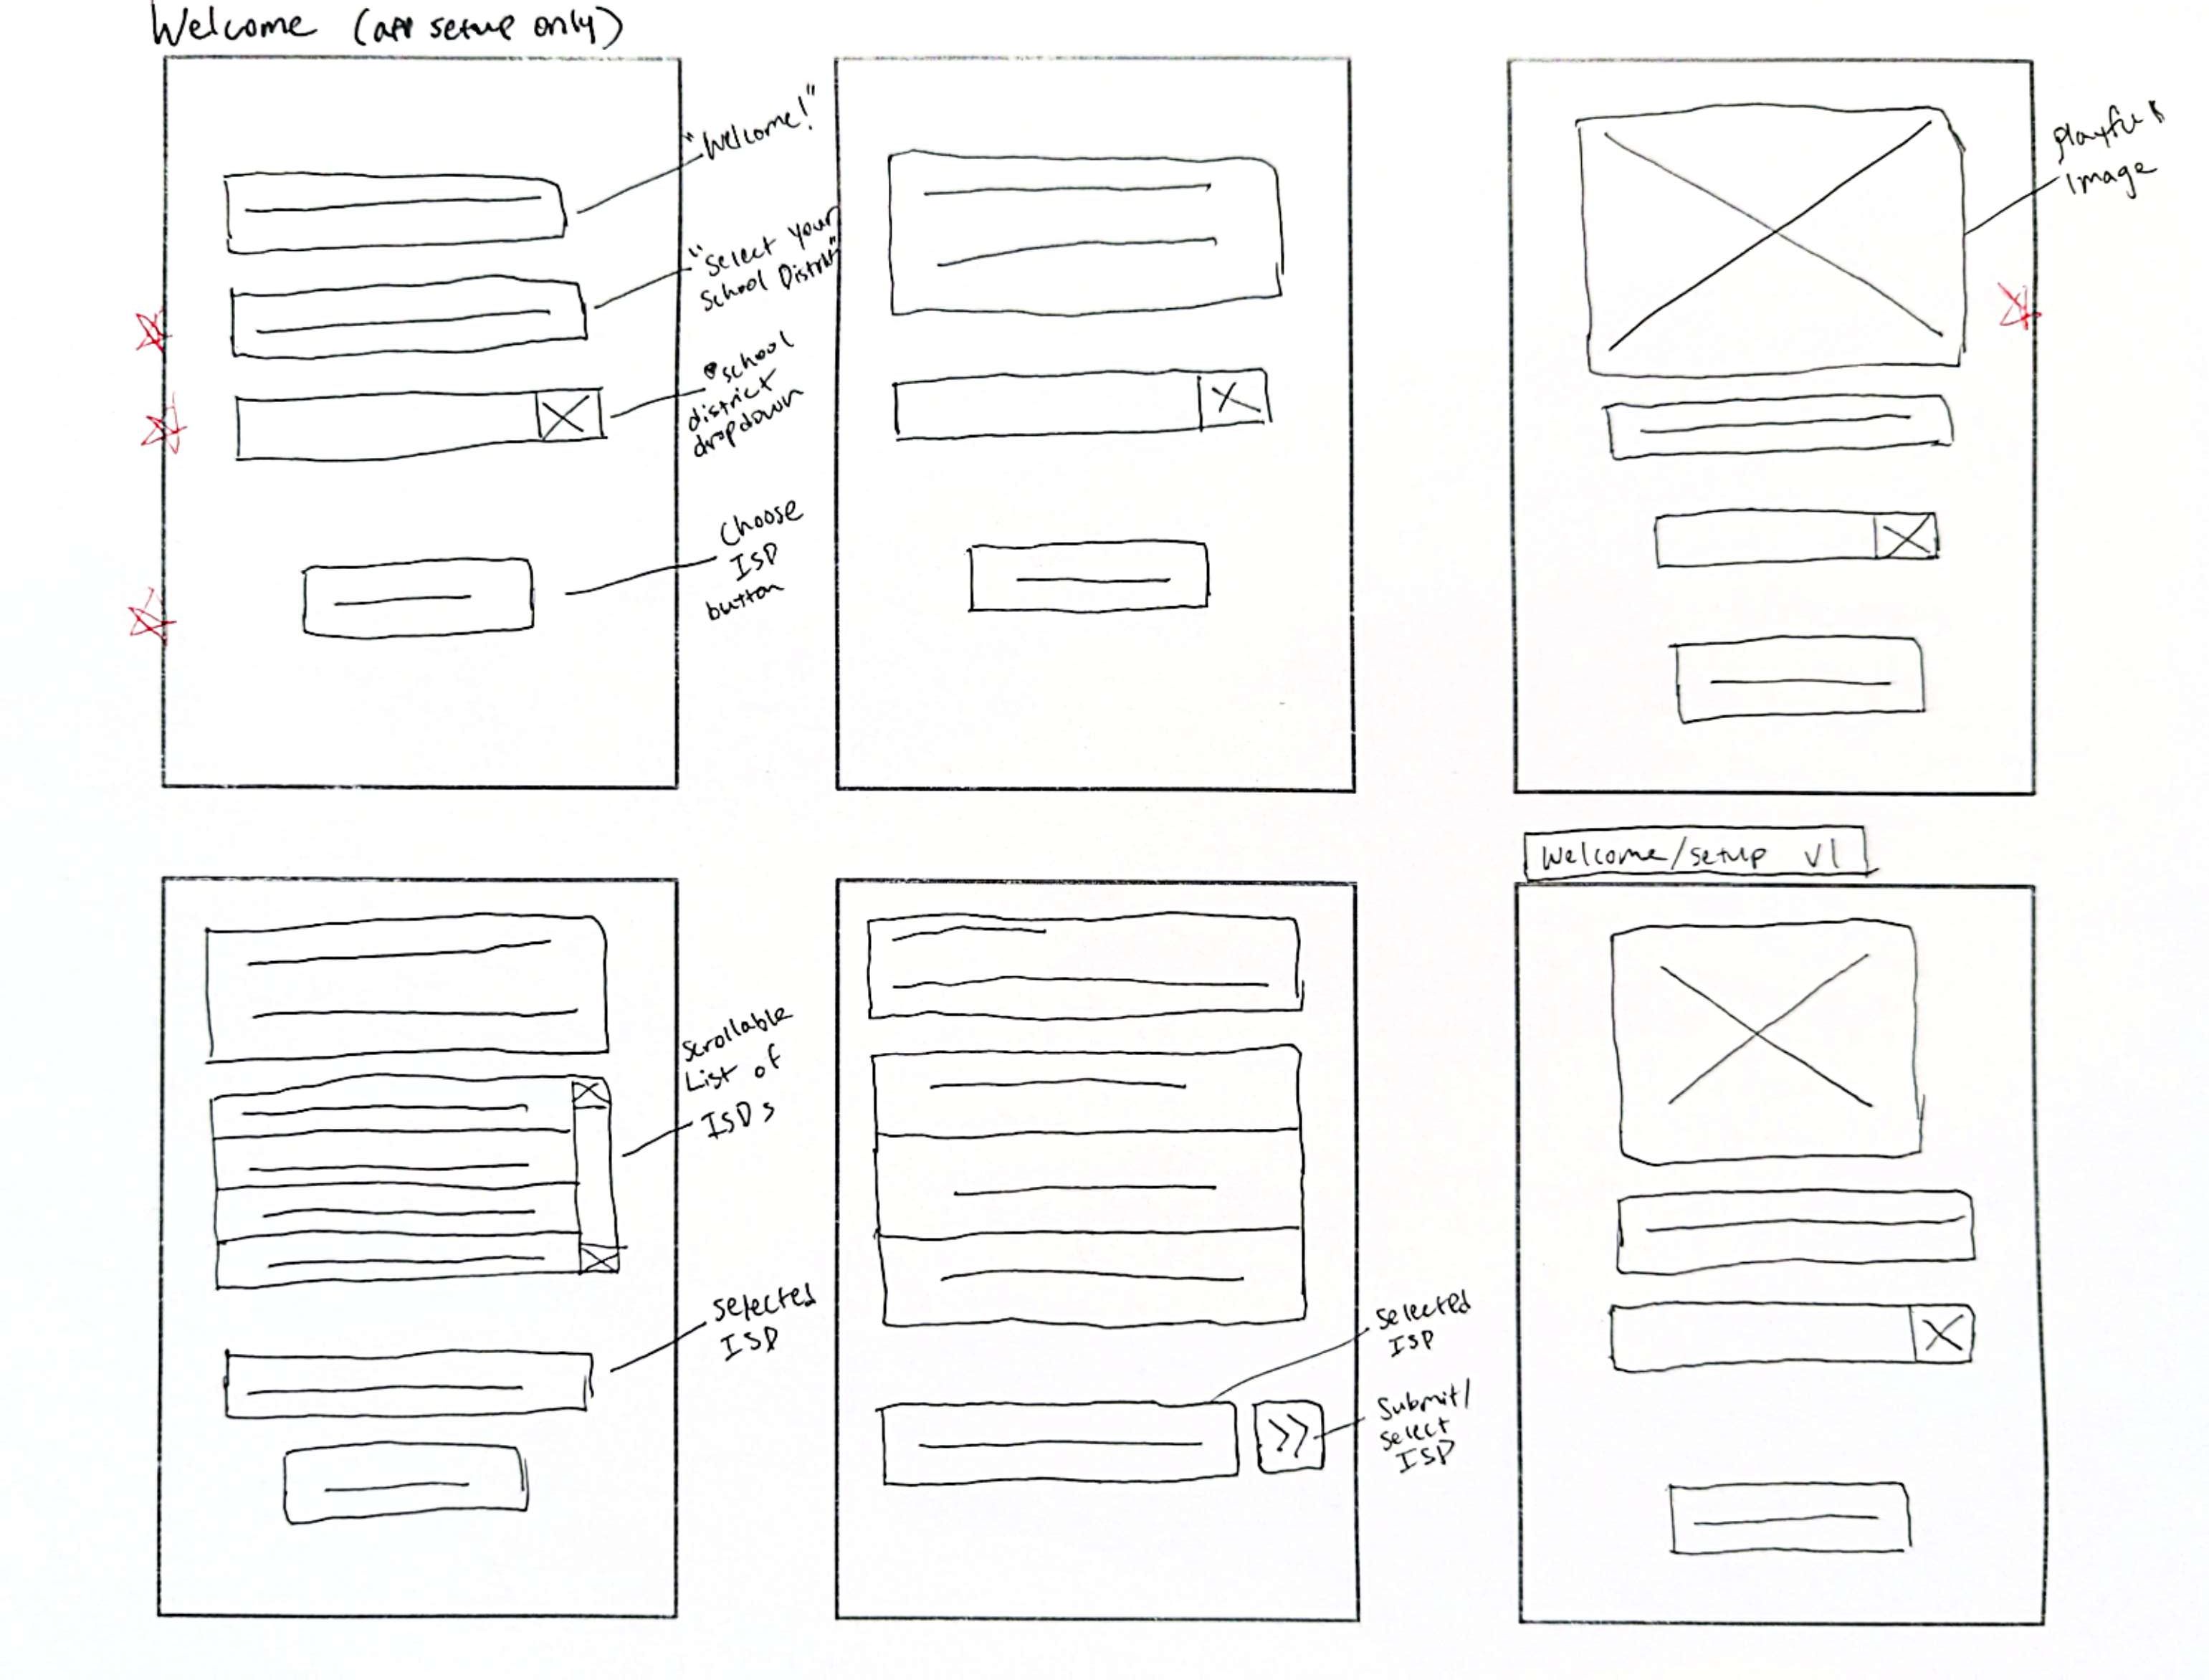 Welcome (app setup only)
"Welcome!"
"Select Your
School District"
school
district
dropdown
Choose
ISD
button
playful
image
Welcome/setup v1
scrollable
List of
ISDs
selected
ISD
selected
ISD
Submit/
select
ISD